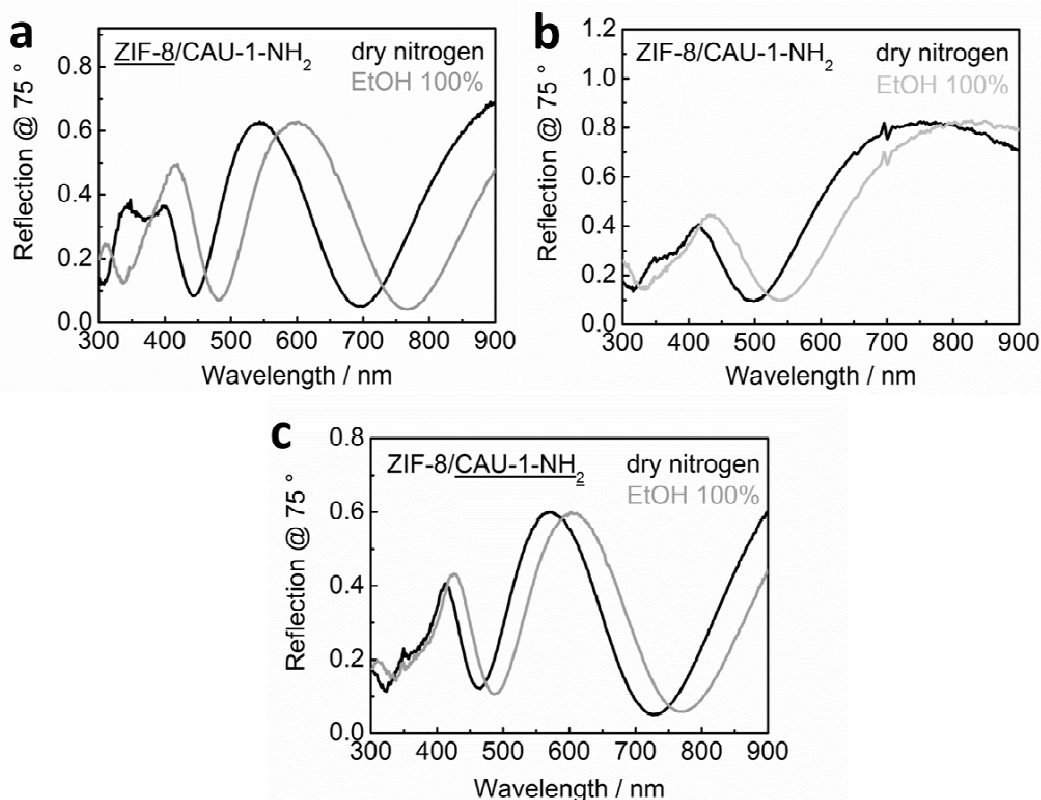 a
ZIF-8/CAU-1-NH2
dry nitrogen
EtOH 100%
Reflection @ 75 °
0.8
0.6
0.4
0.2
0.0
300 400 500 600 700 800 900
Wavelength / nm
b
ZIF-8/CAU-1-NH2
dry nitrogen
EtOH 100%
Reflection @ 75 °
1.2
1.0
0.8
0.6
0.4
0.2
0.0
300 400 500 600 700 800 900
Wavelength / nm
c
ZIF-8/CAU-1-NH2
dry nitrogen
EtOH 100%
Reflection @ 75 °
0.8
0.6
0.4
0.2
0.0
300 400 500 600 700 800 900
Wavelength / nm